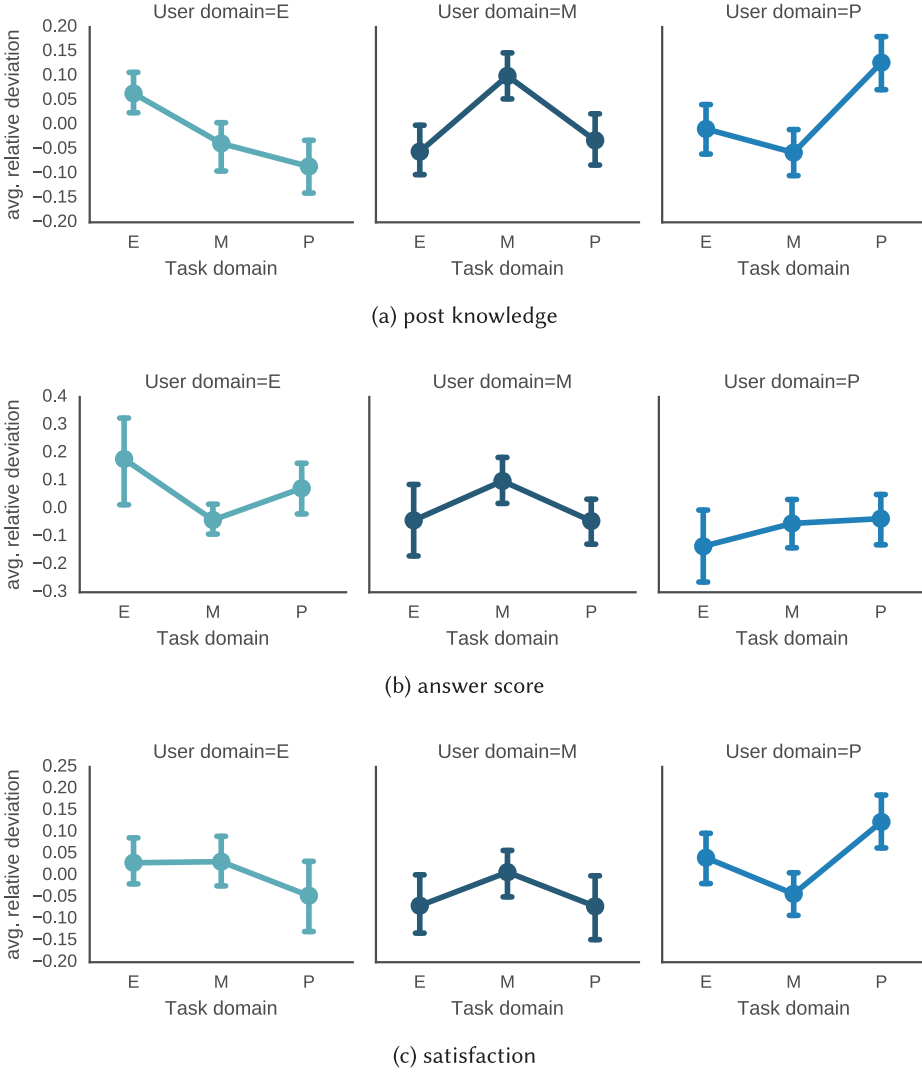 User domain=E User domain=M User domain=P
avg. relative deviation
0.20
0.15
0.10
0.05
0.00
−0.05
−0.10
−0.15
−0.20
E M P E M P E M P
Task domain Task domain Task domain
(a) post knowledge
User domain=E User domain=M User domain=P
avg. relative deviation
0.4
0.3
0.2
0.1
0.0
−0.1
−0.2
−0.3
E M P E M P E M P
Task domain Task domain Task domain
(b) answer score
User domain=E User domain=M User domain=P
avg. relative deviation
0.25
0.20
0.15
0.10
0.05
0.00
−0.05
−0.10
−0.15
−0.20
E M P E M P E M P
Task domain Task domain Task domain
(c) satisfaction